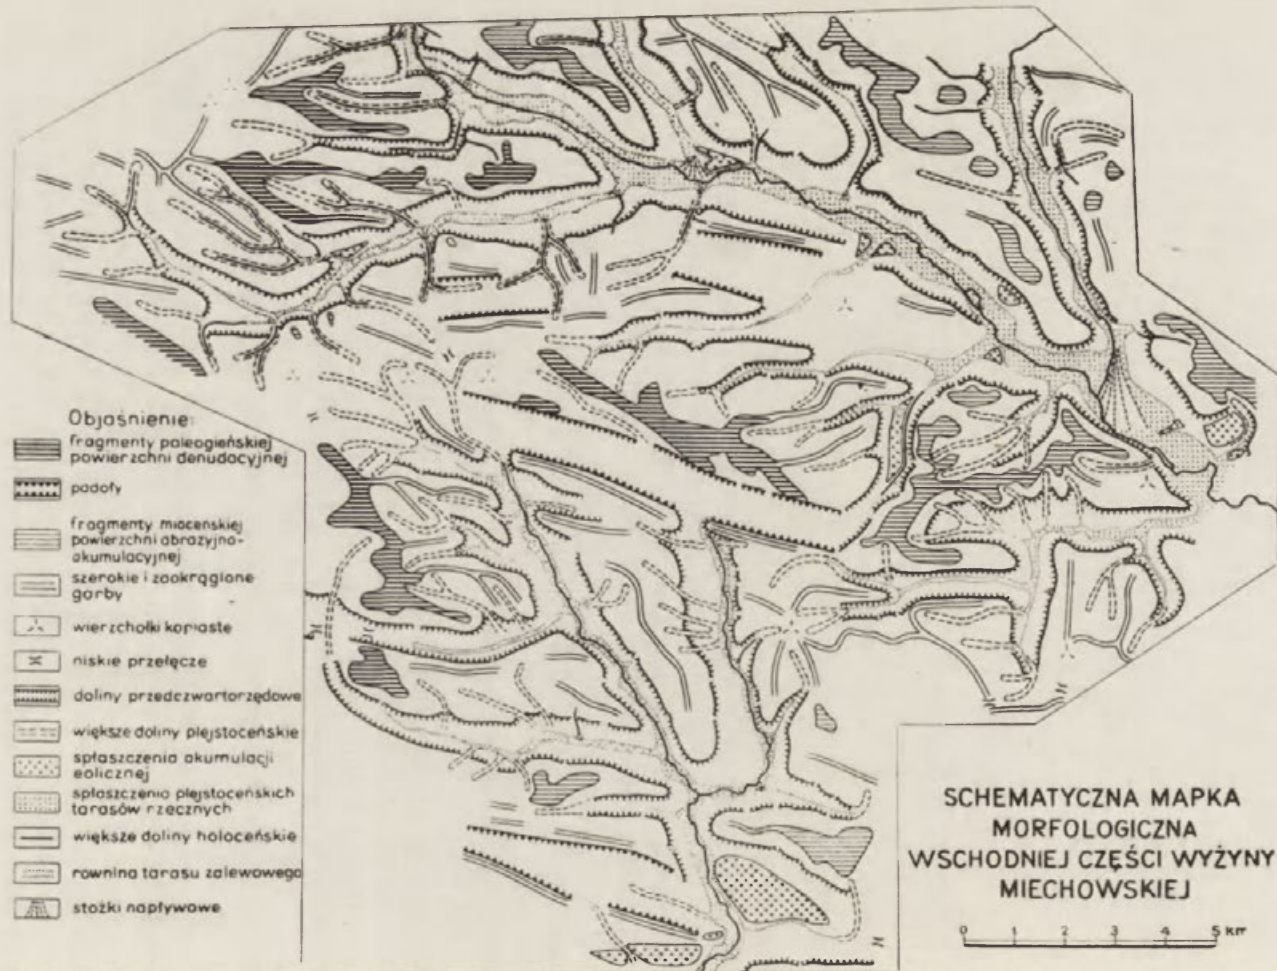 Objaśnienie:
fragmenty paleogieńskiej
powierzchni denudacyjnej
padoły
fragmenty mioceńskiej
powierzchni abrazyjno-
akumulacyjnej
szerokie i zaokrąglone
garby
wierzchołki kopiaste
niskie przełęcze
doliny przedczwartorzędowe
większe doliny plejstoceńskie
spłaszczenia akumulacji
eolicznej
spłaszczenia plejstoceńskich
tarasów rzecznych
większe doliny holoceńskie
rownina tarasu zalewowego
stożki napływowe
SCHEMATYCZNA MAPKA
MORFOLOGICZNA
WSCHODNIEJ CZĘŚCI WYŻYNY
MIECHOWSKIEJ
0 1 2 3 4 5 km